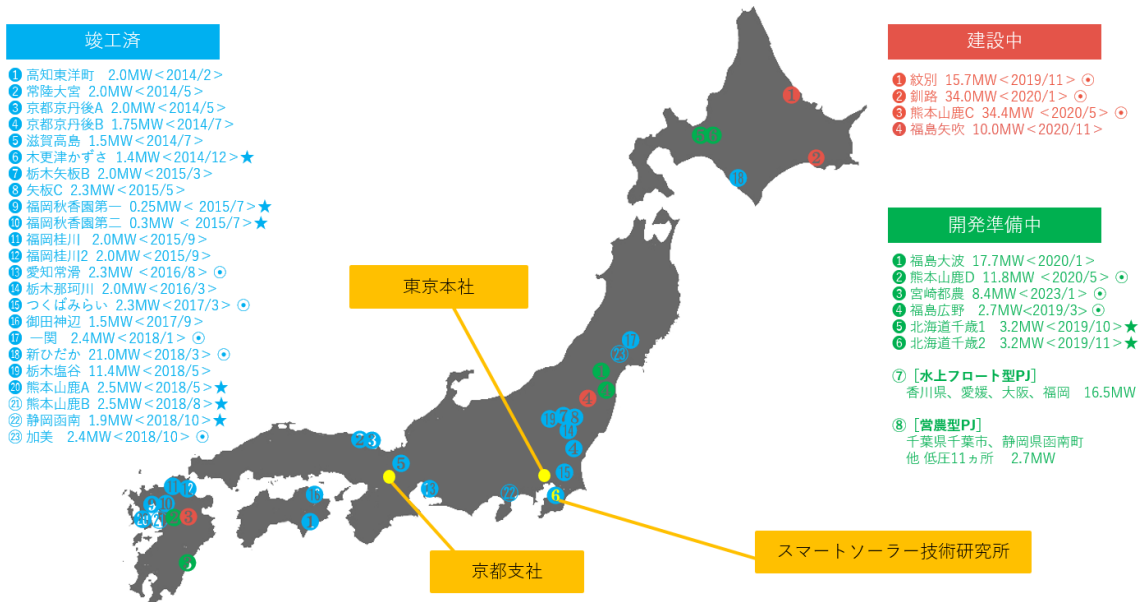 竣工済
❶ 高知東洋町 2.0MW<2014/2>
❷ 常陸大宮 2.0MW<2014/5>
❸ 京都京丹後A 2.0MW<2014/5>
❹ 京都京丹後B 1.75MW<2014/7>
❺ 滋賀高島 1.5MW<2014/7>
❻ 木更津かずさ 1.4MW<2014/12>★
❼ 栃木矢板B 2.0MW<2015/3>
❽ 矢板C 2.3MW<2015/5>
❾ 福岡秋香園第一 0.25MW< 2015/7>★
❿ 福岡秋香園第二 0.3MW < 2015/7>★
⓫ 福岡桂川 2.0MW<2015/9>
⓬ 福岡桂川2 2.0MW<2015/9>
⓭ 愛知常滑 2.3MW<2016/8> ⦿
⓮ 栃木那珂川 2.0MW<2016/3>
⓯ つくばみらい 2.3MW<2017/3> ⦿
⓰ 御田神辺 1.5MW<2017/9>
⓱ 一関 2.4MW<2018/1> ⦿
⓲ 新ひだか 21.0MW<2018/3> ⦿
⓳ 栃木塩谷 11.4MW<2018/5>
⓴ 熊本山鹿A 2.5MW<2018/5>★
㉑ 熊本山鹿B 2.5MW<2018/8>★
㉒ 静岡函南 1.9MW<2018/10>★
㉓ 加美 2.4MW<2018/10> ⦿
建設中
❶ 紋別 15.7MW<2019/11> ⦿
❷ 釧路 34.0MW<2020/1> ⦿
❸ 熊本山鹿C 34.4MW <2020/5> ⦿
❹ 福島矢吹 10.0MW<2020/11>
開発準備中
❶ 福島大波 17.7MW<2020/1>
❷ 熊本山鹿D 11.8MW <2020/5> ⦿
❸ 宮崎都農 8.4MW<2023/1> ⦿
❹ 福島広野 2.7MW<2019/3> ⦿
❺ 北海道千歳1 3.2MW<2019/10>★
❻ 北海道千歳2 3.2MW<2019/11>★
⑦ [水上フロート型PJ]
香川県、愛媛、大阪、福岡 16.5MW
⑧ [営農型PJ]
千葉県千葉市、静岡県函南町
他 低圧11ヵ所 2.7MW
東京本社
京都支社
スマートソーラー技術研究所